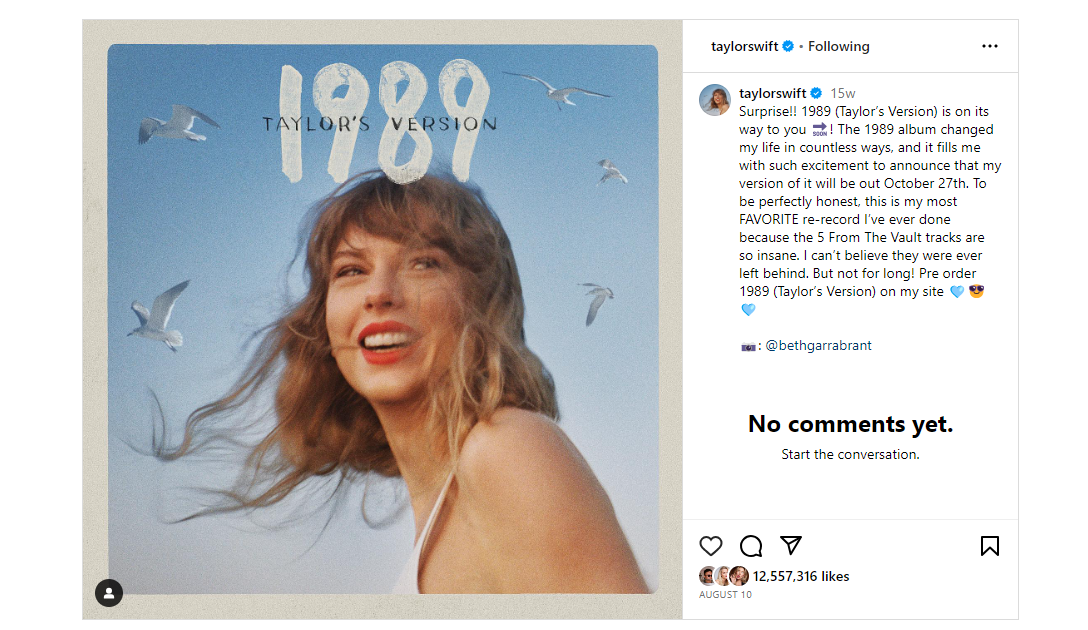 1989
TAYLOR'S VERSION
taylorswift • Following
taylorswift 15w
Surprise!! 1989 (Taylor’s Version) is on its
way to you 🔜! The 1989 album changed
my life in countless ways, and it fills me
with such excitement to announce that my
version of it will be out October 27th. To
be perfectly honest, this is my most
FAVORITE re-record I’ve ever done
because the 5 From The Vault tracks are
so insane. I can’t believe they were ever
left behind. But not for long! Pre order
1989 (Taylor’s Version) on my site 🩵😎
🩵
📷: @bethgarrabrant
No comments yet.
Start the conversation.
12,557,316 likes
AUGUST 10